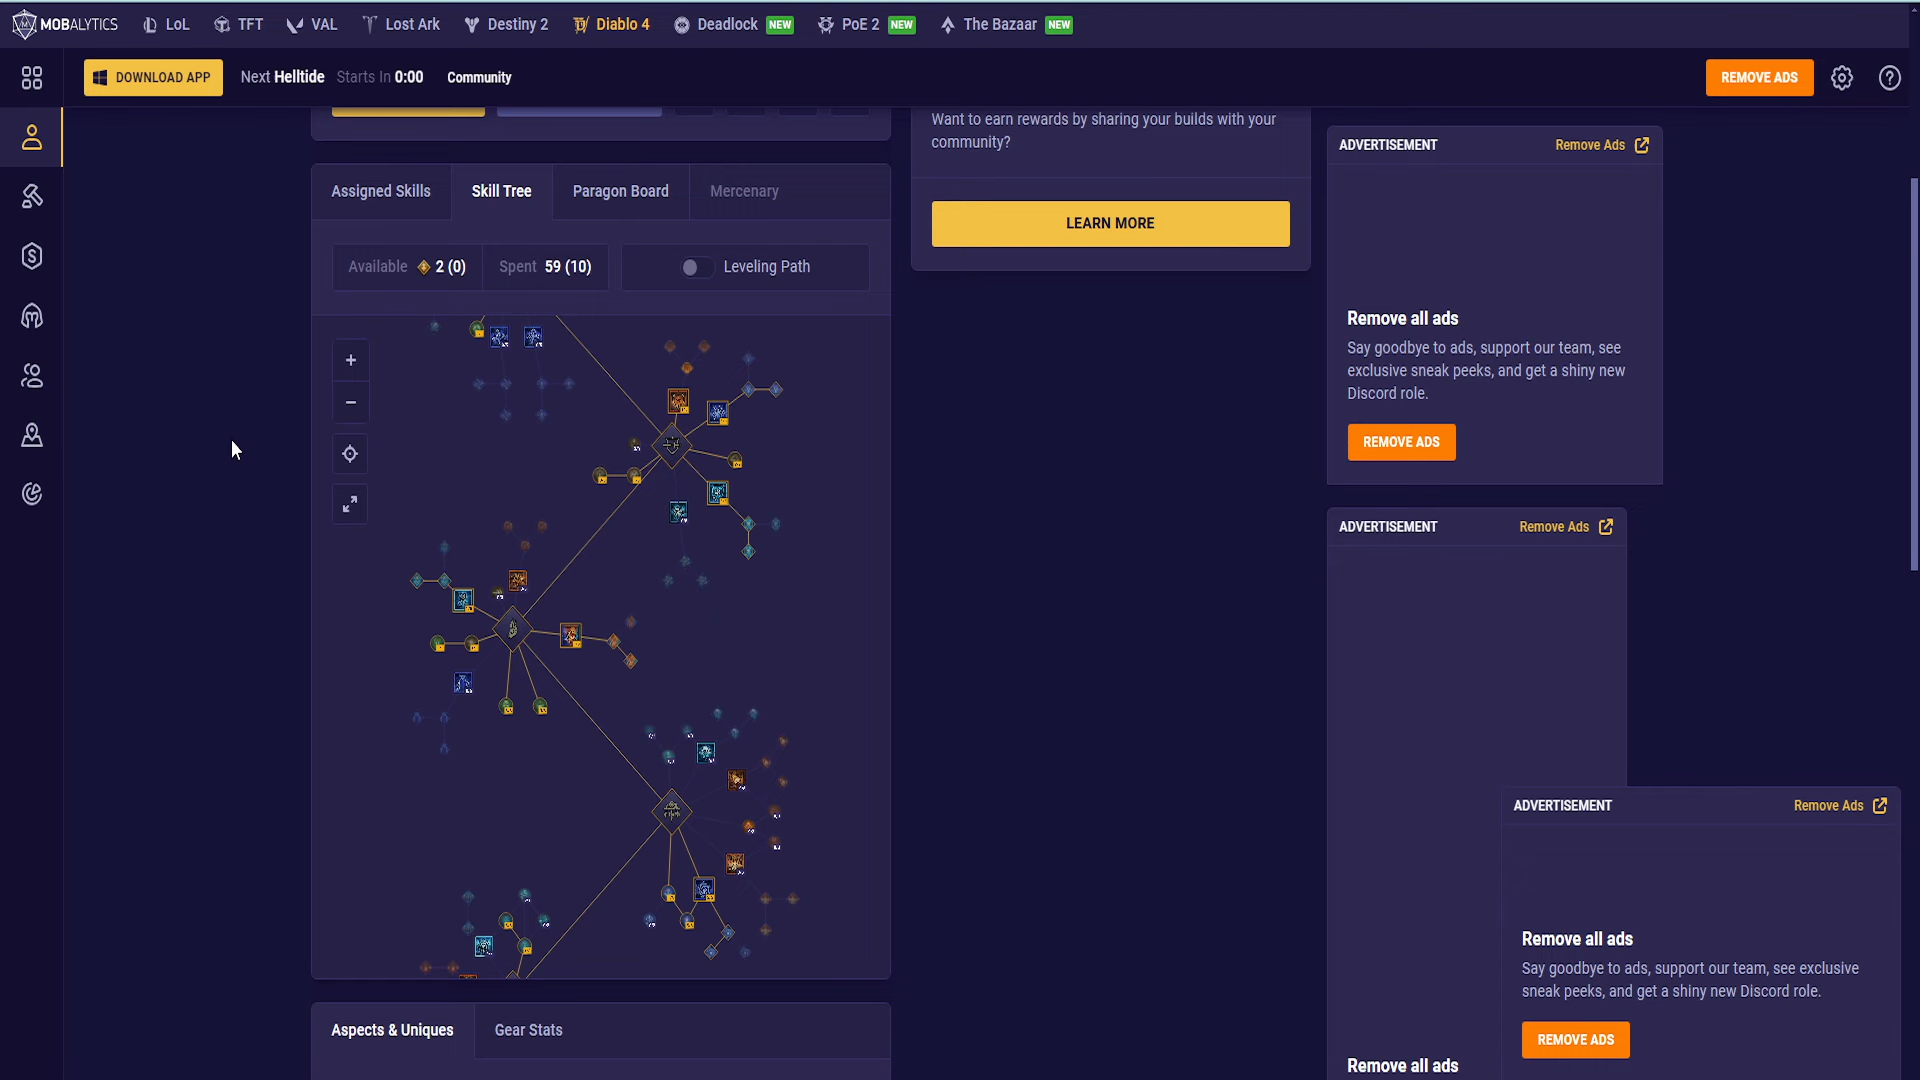 MOBALYTICS LoL TFT VAL Lost Ark Destiny 2 Diablo 4 Deadlock NEW PoE 2 NEW The Bazaar NEW
DOWNLOAD APP Next Helltide Starts In 0:00 Community REMOVE ADS
Want to earn rewards by sharing your builds with your
community?
LEARN MORE
Assigned Skills Skill Tree Paragon Board Mercenary
Available 2 (0) Spent 59 (10) Leveling Path
ADVERTISEMENT Remove Ads
Remove all ads
Say goodbye to ads, support our team, see
exclusive sneak peeks, and get a shiny new
Discord role.
REMOVE ADS
ADVERTISEMENT Remove Ads
Remove all ads
ADVERTISEMENT Remove Ads
Remove all ads
Say goodbye to ads, support our team, see exclusive
sneak peeks, and get a shiny new Discord role.
REMOVE ADS
Aspects & Uniques Gear Stats